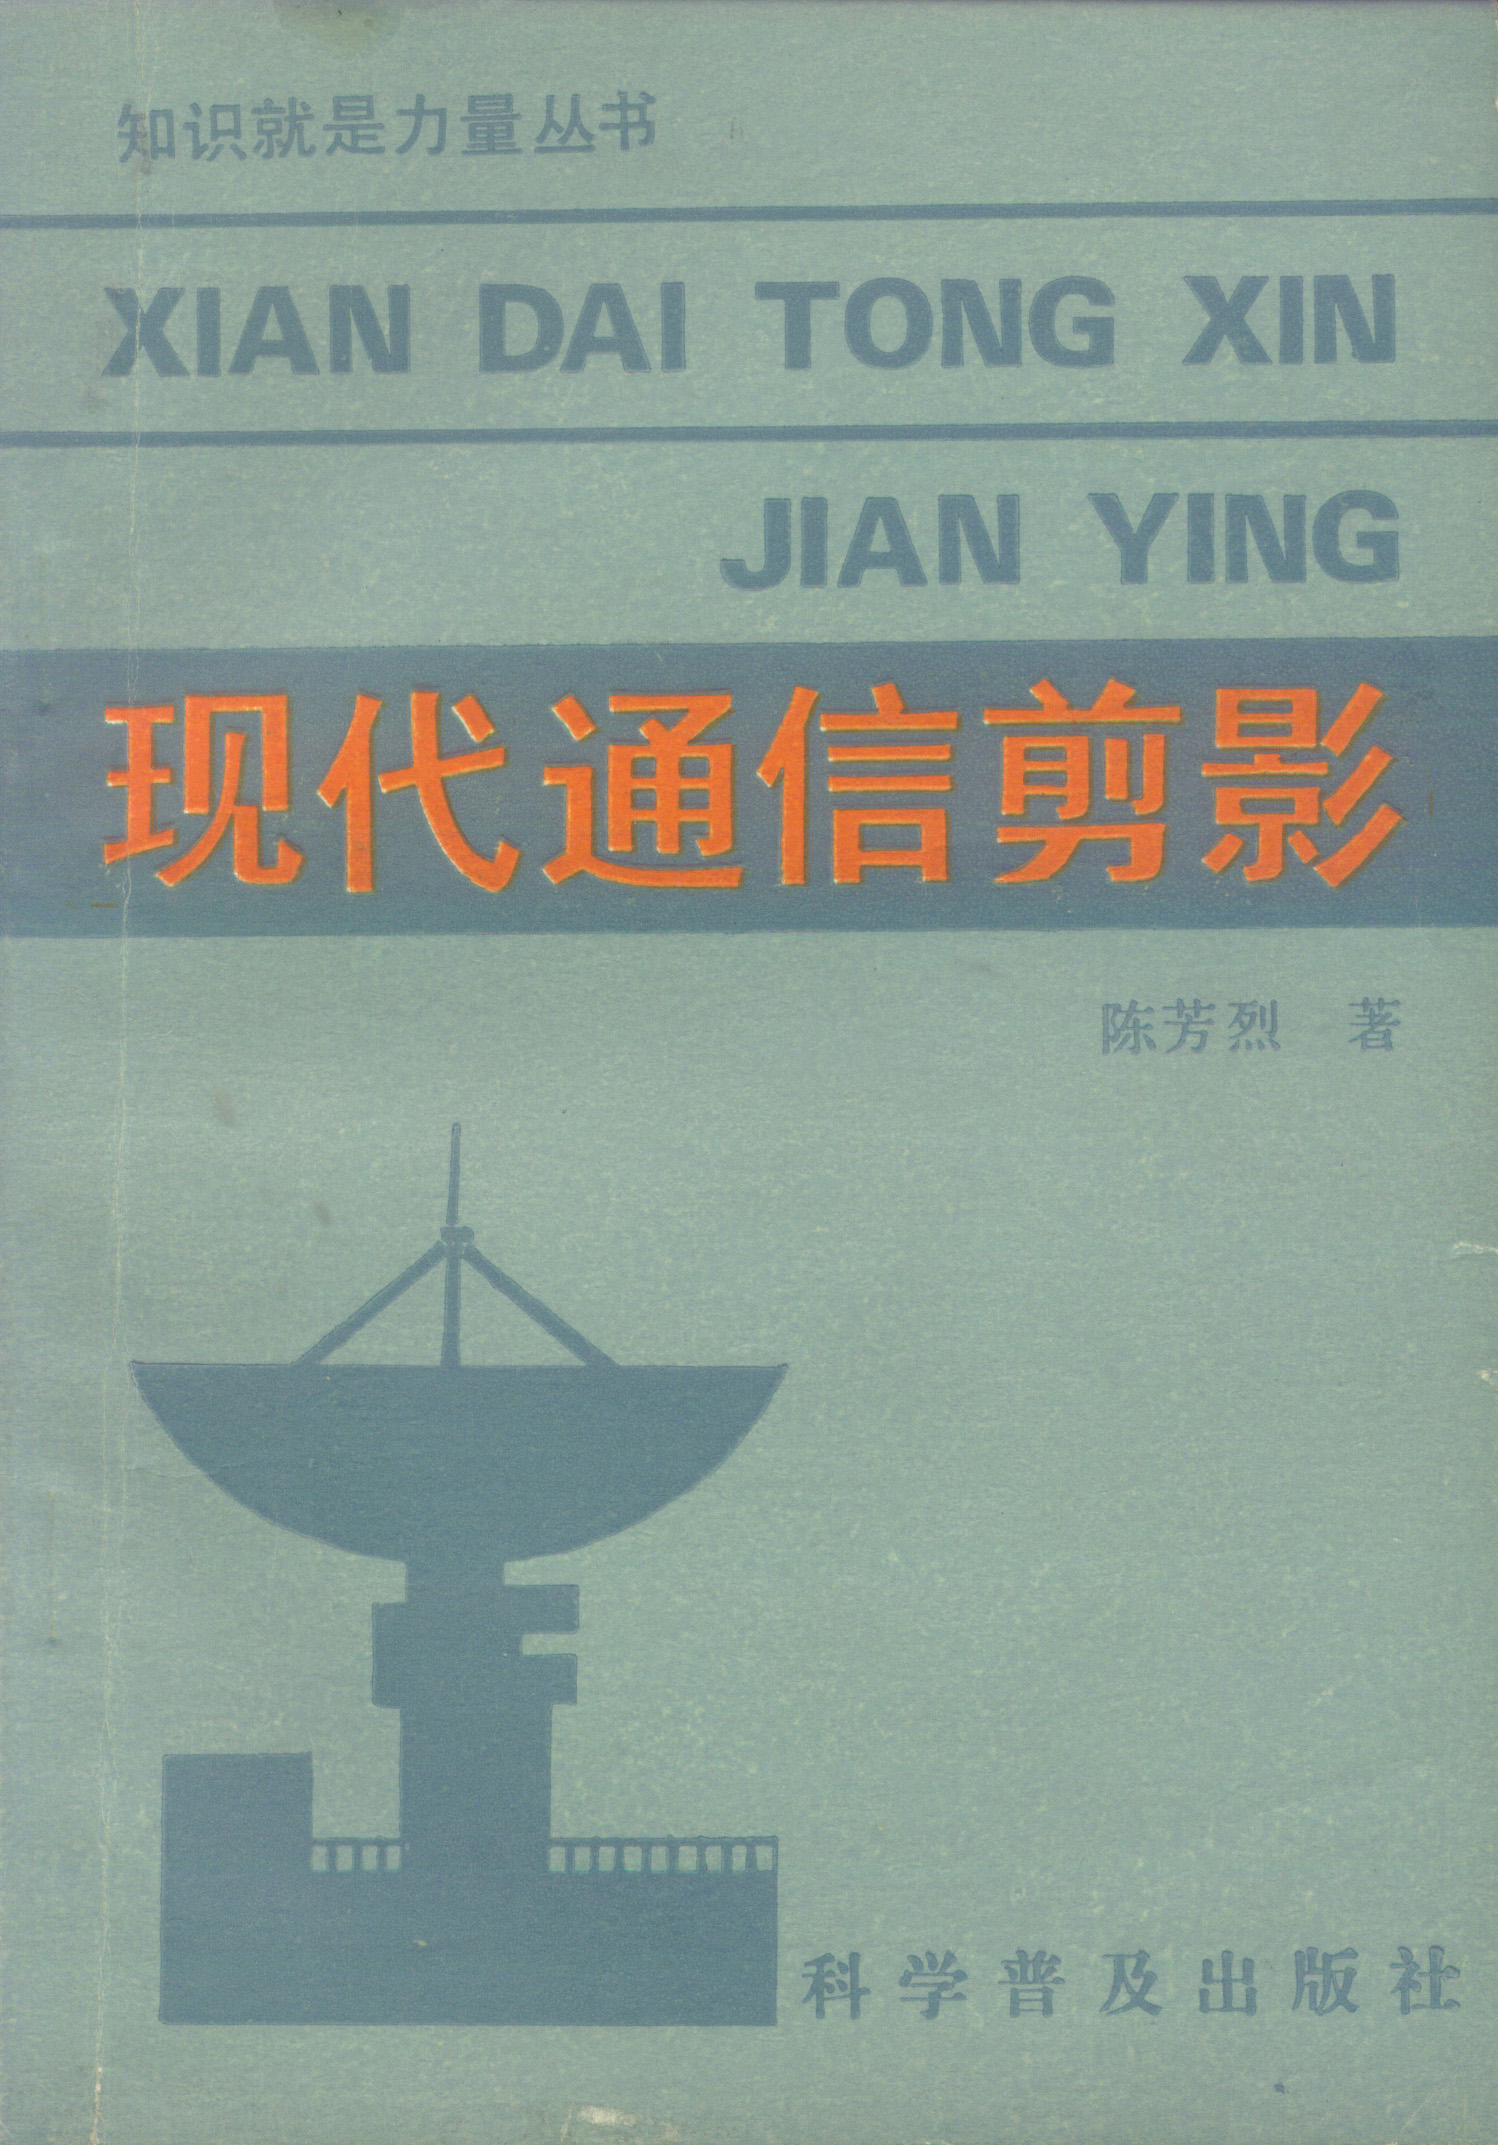 知识就是力量丛书
XIAN DAI TONG XIN
JIAN YING
现代通信剪影
陈芳烈 著
科学普及出版社